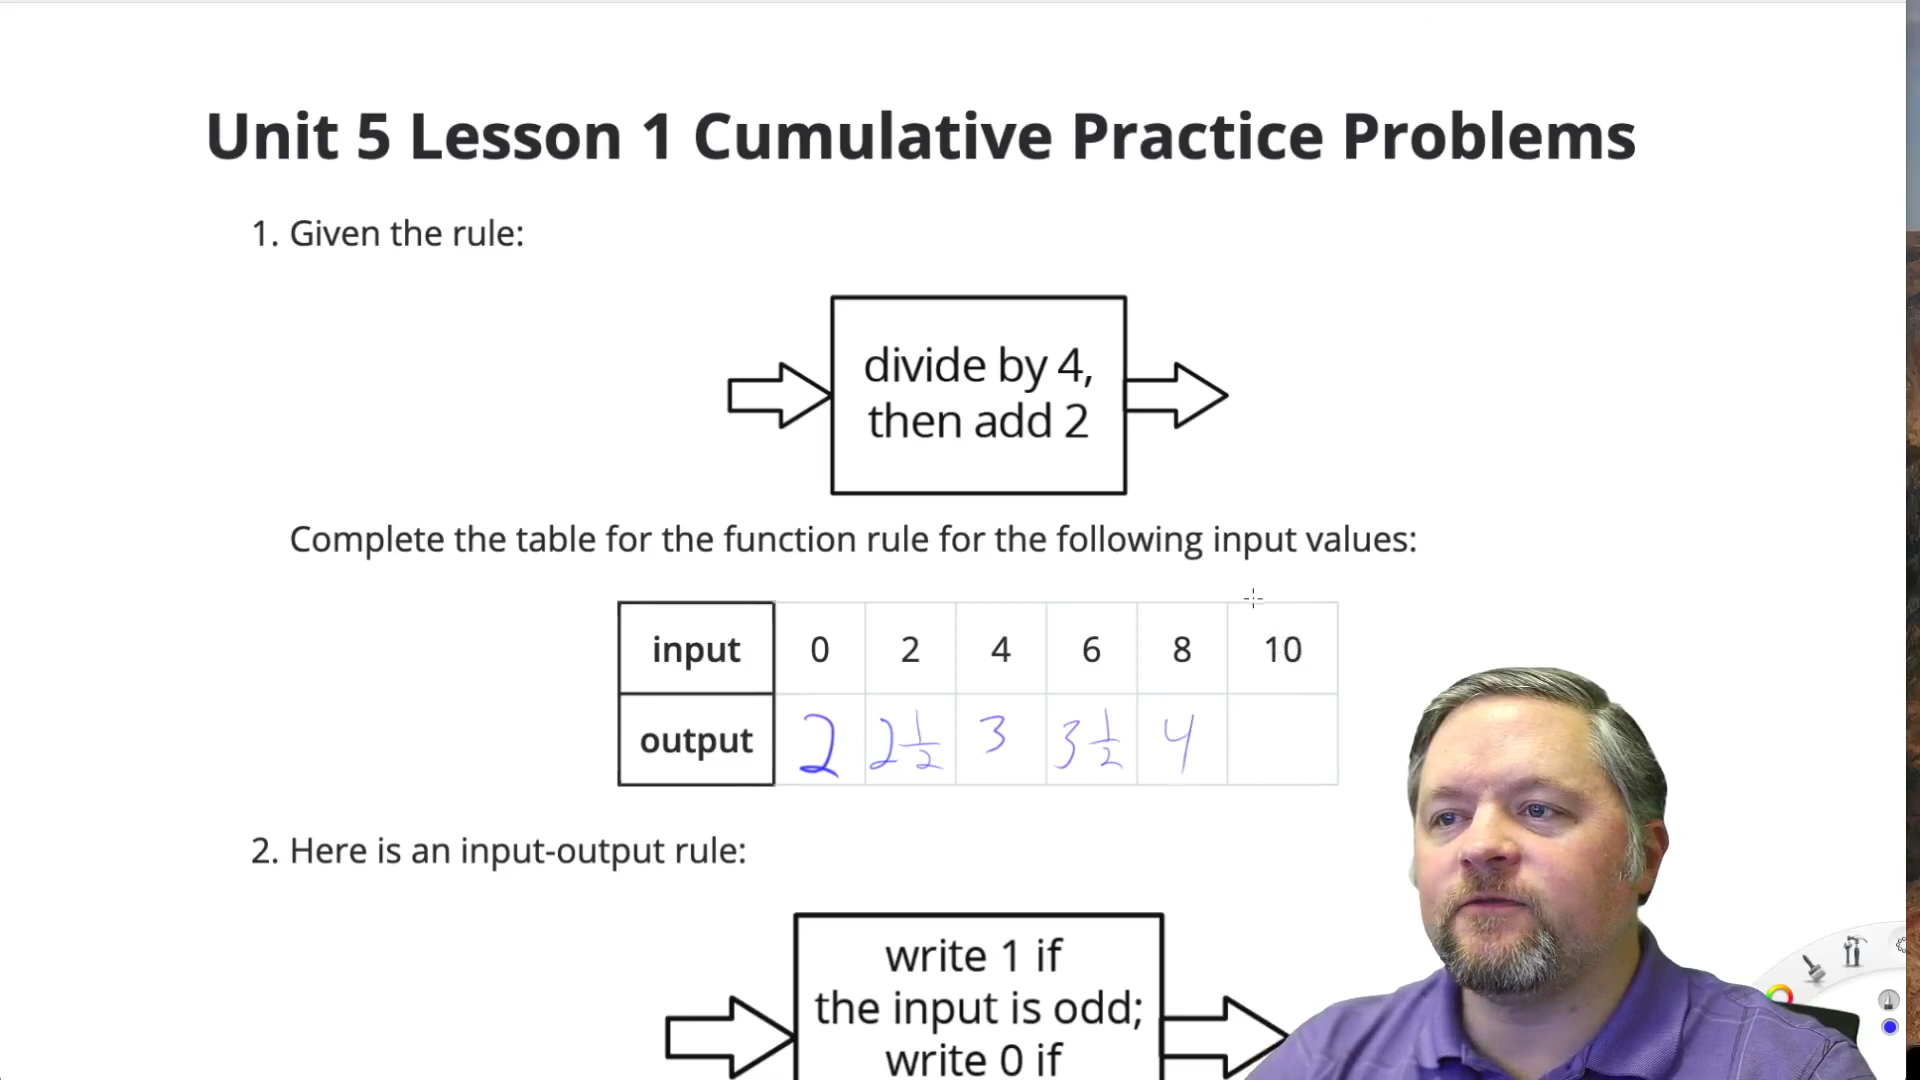 Unit 5 Lesson 1 Cumulative Practice Problems
1. Given the rule:
divide by 4,
then add 2
Complete the table for the function rule for the following input values:
input 0 2 4 6 8 10
output 2 2 1/2 3 3 1/2 4
2. Here is an input-output rule:
write 1 if
the input is odd;
write 0 if